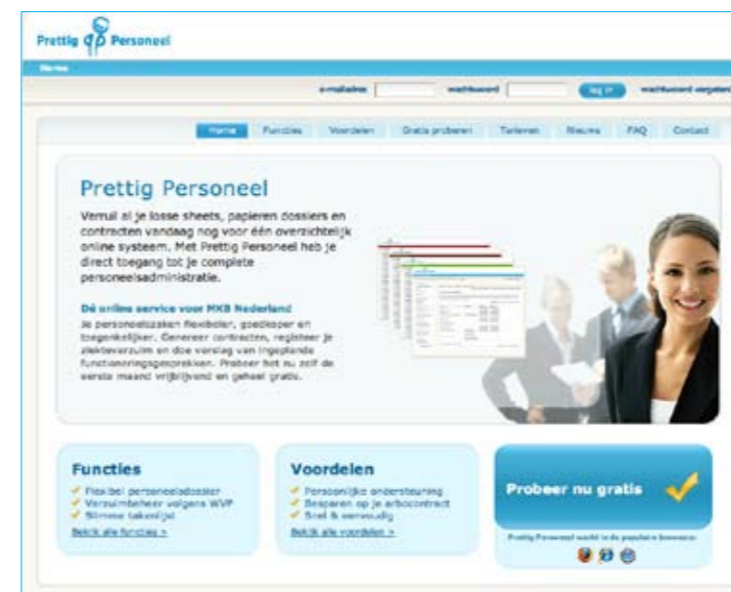 Prettig Personeel
Home
e-mailadres wachtwoord log in wachtwoord vergeten
Home Functies Voordelen Gratis proberen Tarieven Nieuws FAQ Contact
Prettig Personeel
Verruil al je losse sheets, papieren dossiers en
contracten vandaag nog voor één overzichtelijk
online systeem. Met Prettig Personeel heb je
direct toegang tot je complete
personeelsadministratie.
Dé online service voor MKB Nederland
Je personeelszaken flexibeler, goedkoper en
toegankelijker. Genereer contracten, registreer je
ziekteverzuim en doe verslag van ingeplande
functioneringsgesprekken. Probeer het nu zelf de
eerste maand vrijblijvend en geheel gratis.
Functies
Flexibel personeelsdossier
Verzuimbeheer volgens WVP
Slimme takenlijst
Bekijk alle functies >
Voordelen
Persoonlijke ondersteuning
Besparen op je arbocontract
Snel & eenvoudig
Bekijk alle voordelen >
Probeer nu gratis
Prettig Personeel werkt in de populaire browsers: